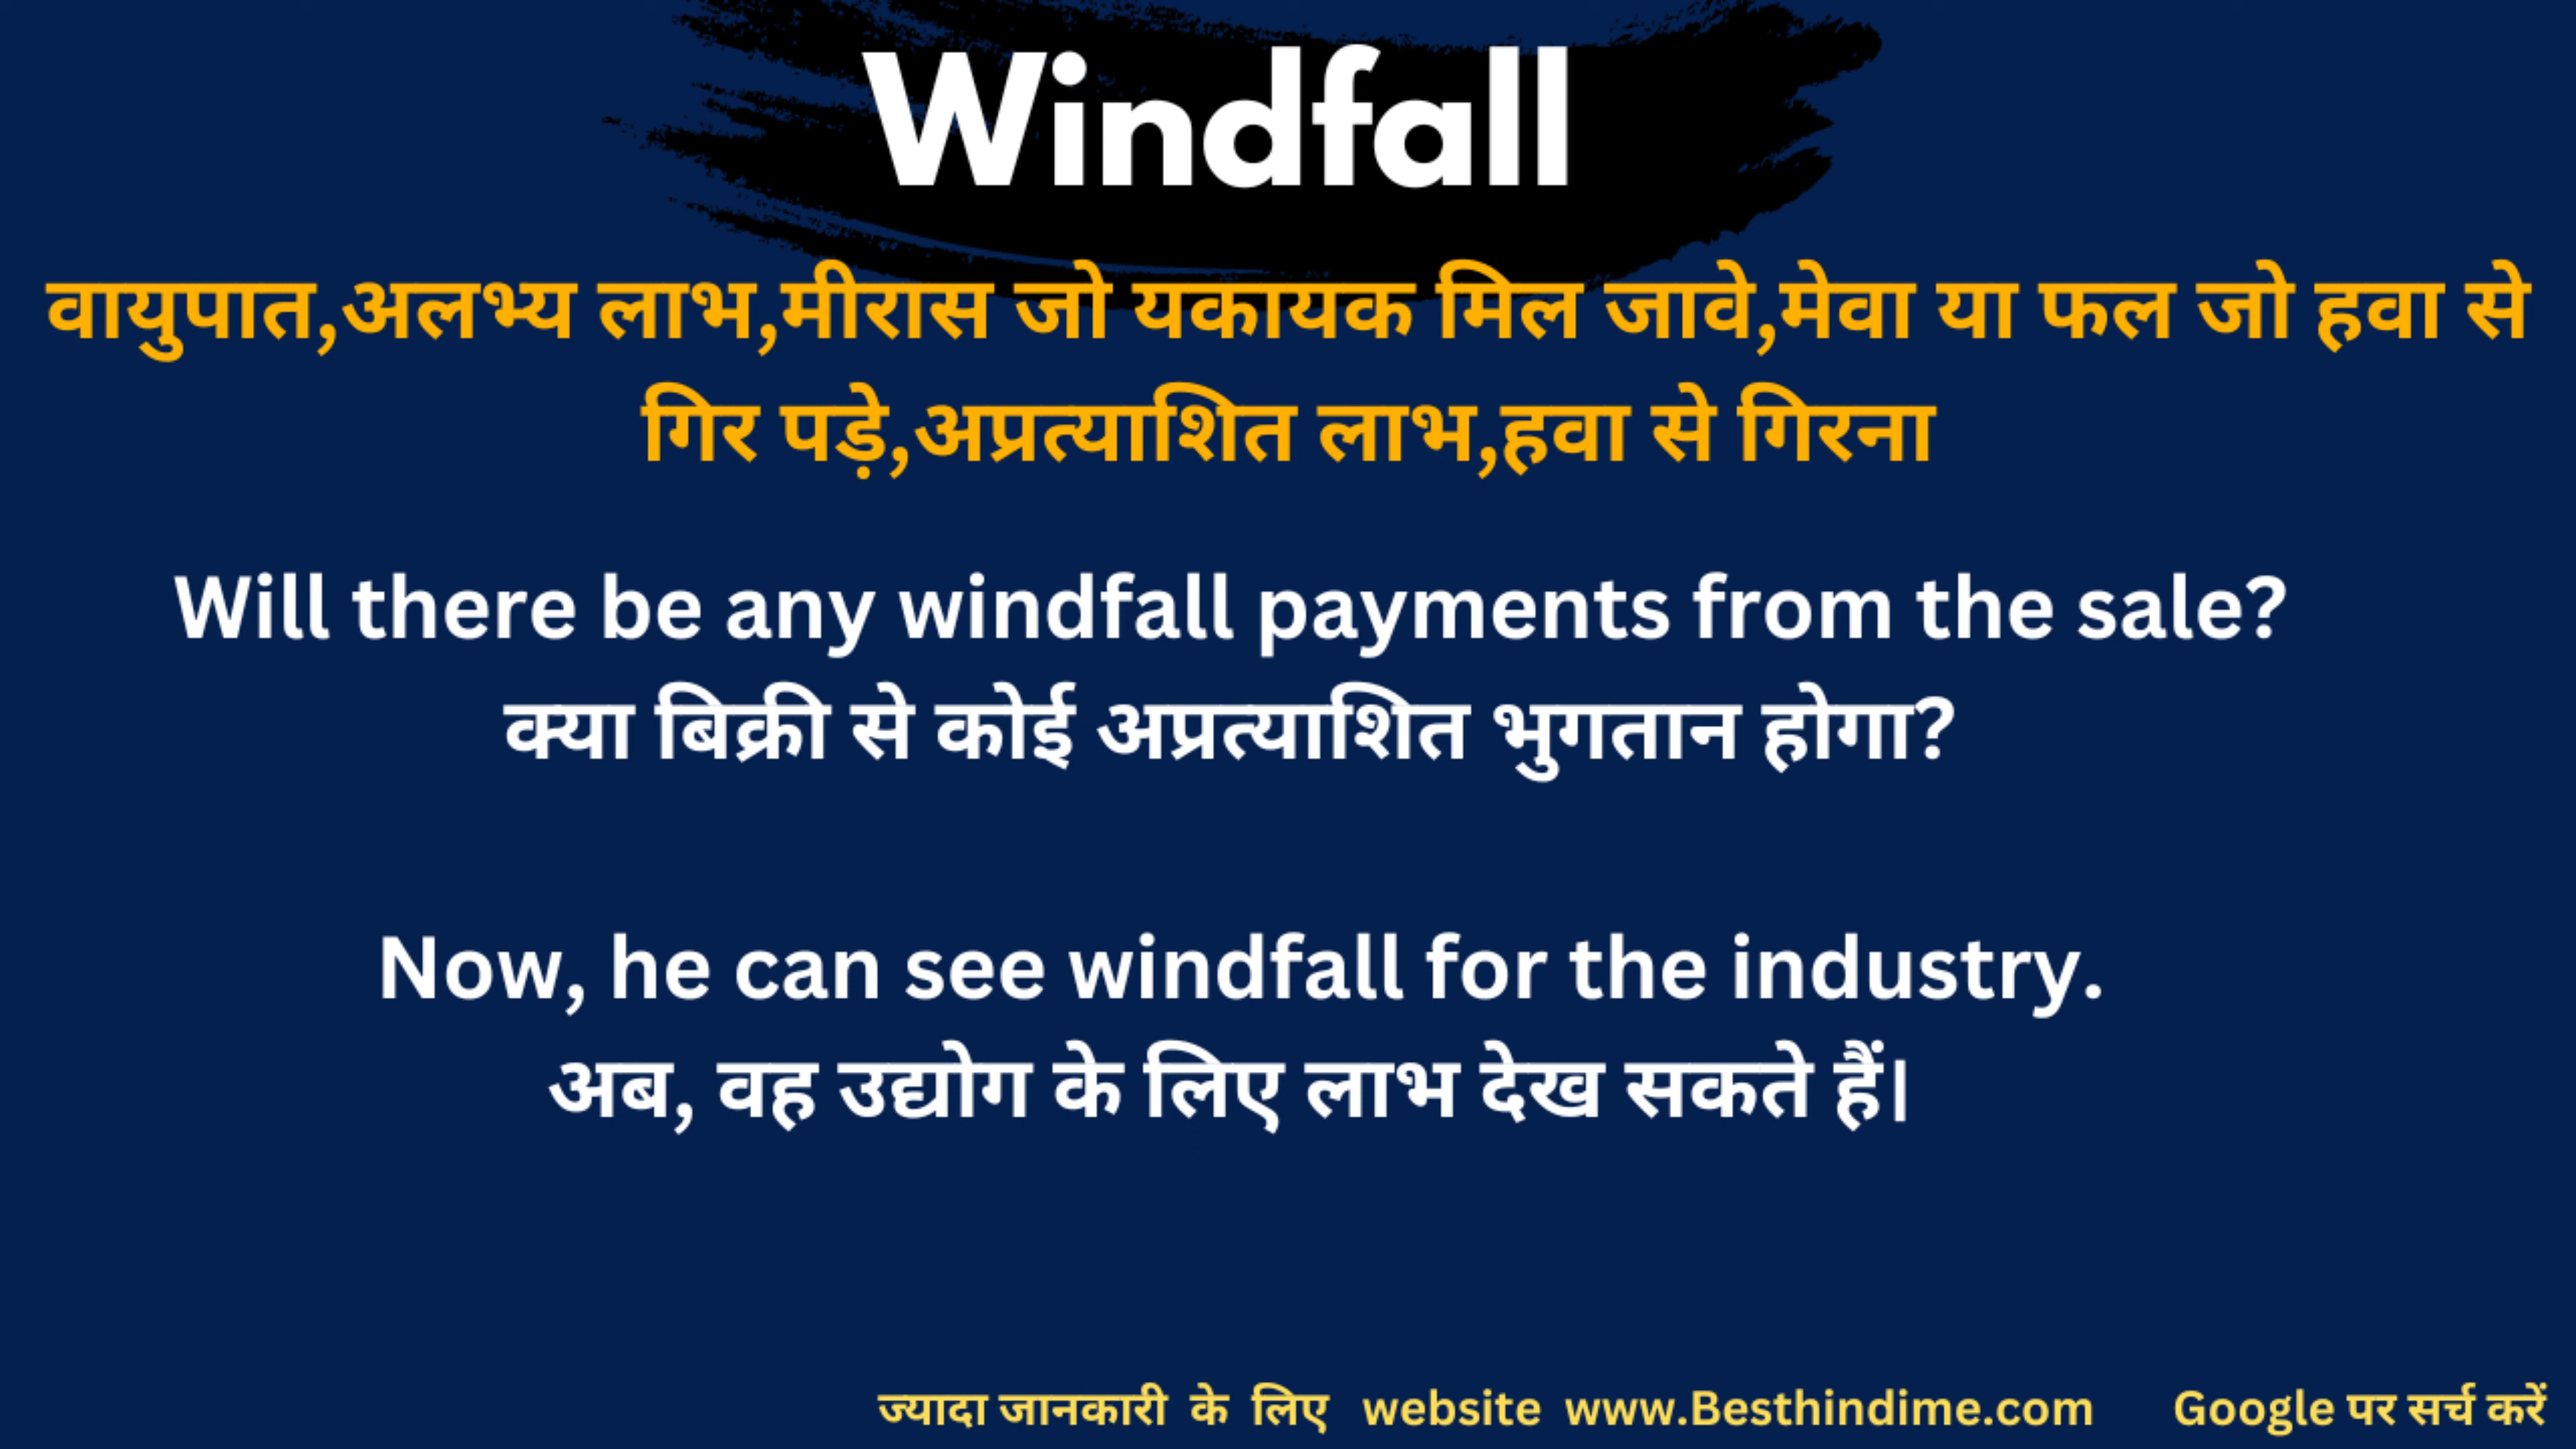 Windfall
वायुपात,अलभ्य लाभ,मीरास जो यकायक मिल जावे,मेवा या फल जो हवा से
गिर पड़े,अप्रत्याशित लाभ,हवा से गिरना
Will there be any windfall payments from the sale?
क्या बिक्री से कोई अप्रत्याशित भुगतान होगा?
Now, he can see windfall for the industry.
अब, वह उद्योग के लिए लाभ देख सकते हैं।
ज्यादा जानकारी के लिए website www.Besthindime.com Google पर सर्च करें